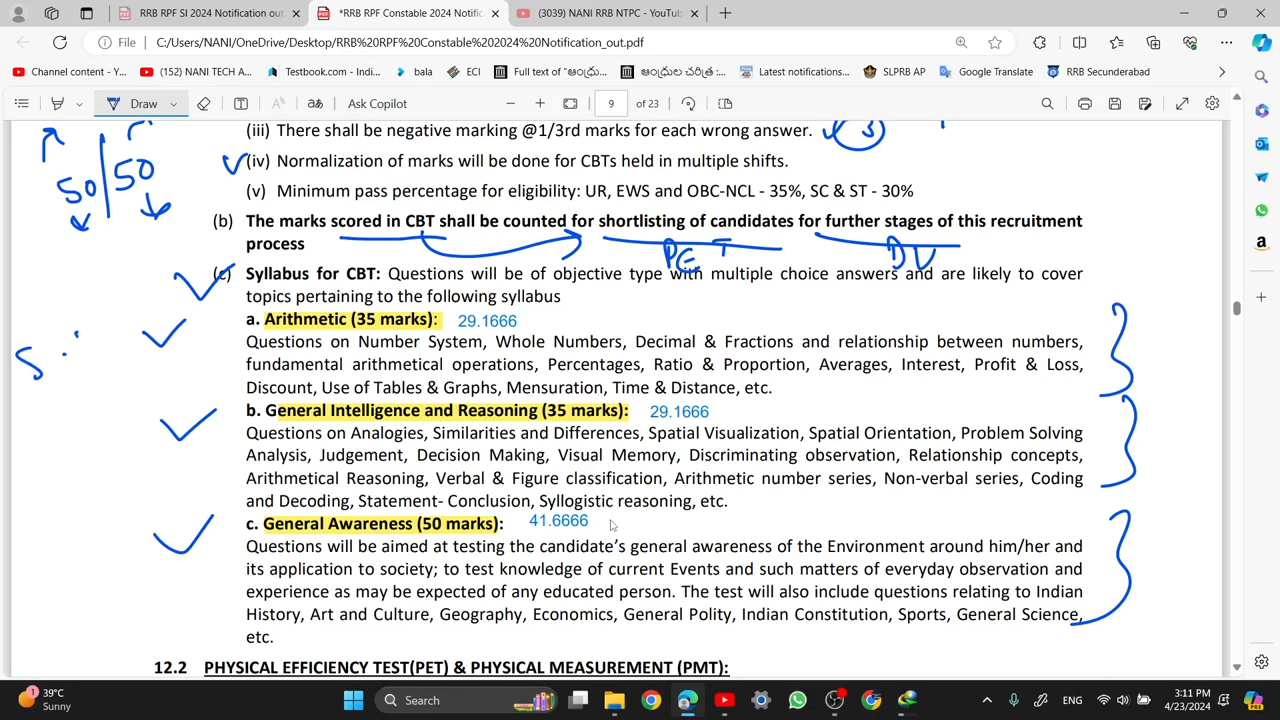 RRB RPF SI 2024 Notification out.
*RRB RPF Constable 2024 Notific
(3039) NANI RRB NTPC - YouTub
File
C:/Users/NANI/OneDrive/Desktop/RRB%20RPF%20Constable%202024%20Notification_out.pdf
Channel content - Y...
(152) NANI TECH A...
Testbook.com - Indi...
bala
ECI
Full text of "ఆంధ్రు...
ఆంధ్రుల చరిత్ర :...
Latest notifications...
SLPRB AP
Google Translate
RRB Secunderabad
Draw
Ask Copilot
9 of 23
(iii) There shall be negative marking @1/3rd marks for each wrong answer.
50 | 50
(iv) Normalization of marks will be done for CBTs held in multiple shifts.
(v) Minimum pass percentage for eligibility: UR, EWS and OBC-NCL - 35%, SC & ST - 30%
(b) The marks scored in CBT shall be counted for shortlisting of candidates for further stages of this recruitment
process
PET DV
(c) Syllabus for CBT: Questions will be of objective type with multiple choice answers and are likely to cover
topics pertaining to the following syllabus
a. Arithmetic (35 marks): 29.1666
Questions on Number System, Whole Numbers, Decimal & Fractions and relationship between numbers,
fundamental arithmetical operations, Percentages, Ratio & Proportion, Averages, Interest, Profit & Loss,
Discount, Use of Tables & Graphs, Mensuration, Time & Distance, etc.
b. General Intelligence and Reasoning (35 marks): 29.1666
Questions on Analogies, Similarities and Differences, Spatial Visualization, Spatial Orientation, Problem Solving
Analysis, Judgement, Decision Making, Visual Memory, Discriminating observation, Relationship concepts,
Arithmetical Reasoning, Verbal & Figure classification, Arithmetic number series, Non-verbal series, Coding
and Decoding, Statement- Conclusion, Syllogistic reasoning, etc.
c. General Awareness (50 marks): 41.6666
Questions will be aimed at testing the candidate's general awareness of the Environment around him/her and
its application to society; to test knowledge of current Events and such matters of everyday observation and
experience as may be expected of any educated person. The test will also include questions relating to Indian
History, Art and Culture, Geography, Economics, General Polity, Indian Constitution, Sports, General Science,
etc.
12.2 PHYSICAL EFFICIENCY TEST(PET) & PHYSICAL MEASUREMENT (PMT):
39°C
Sunny
Search
ENG
3:11 PM
4/23/2024